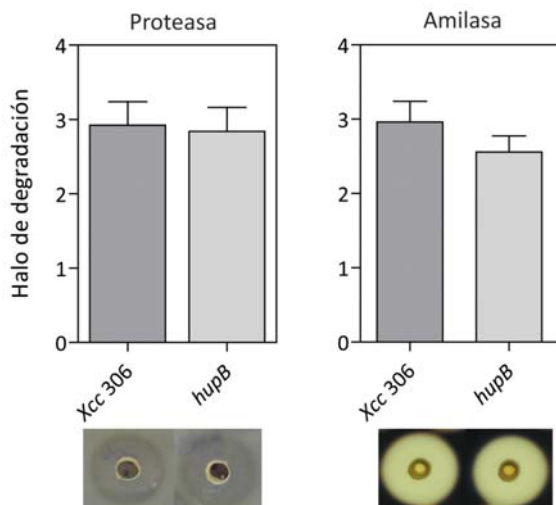 Proteasa
Halo de degradación
4
3
2
1
0
Xcc 306
hupB
Amilasa
4
3
2
1
0
Xcc 306
hupB